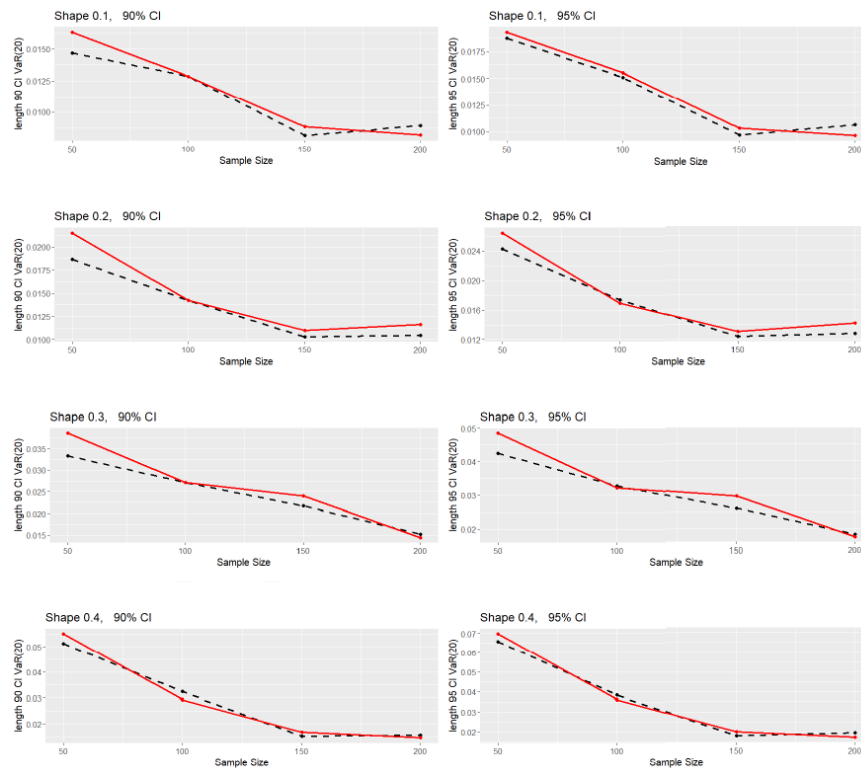 Shape 0.1, 90% CI
length 90 CI VaR(20)
0.0150
0.0125
0.0100
50 100 150 200
Sample Size
Shape 0.1, 95% CI
length 95 CI VaR(20)
0.0175
0.0150
0.0125
0.0100
50 100 150 200
Sample Size
Shape 0.2, 90% CI
length 90 CI VaR(20)
0.0200
0.0175
0.0150
0.0125
0.0100
50 100 150 200
Sample Size
Shape 0.2, 95% CI
length 95 CI VaR(20)
0.024
0.020
0.016
0.012
50 100 150 200
Sample Size
Shape 0.3, 90% CI
length 90 CI VaR(20)
0.035
0.030
0.025
0.020
0.015
50 100 150 200
Sample Size
Shape 0.3, 95% CI
length 95 CI VaR(20)
0.05
0.04
0.03
0.02
50 100 150 200
Sample Size
Shape 0.4, 90% CI
length 90 CI VaR(20)
0.05
0.04
0.03
0.02
50 100 150 200
Sample Size
Shape 0.4, 95% CI
length 95 CI VaR(20)
0.07
0.06
0.05
0.04
0.03
0.02
50 100 150 200
Sample Size